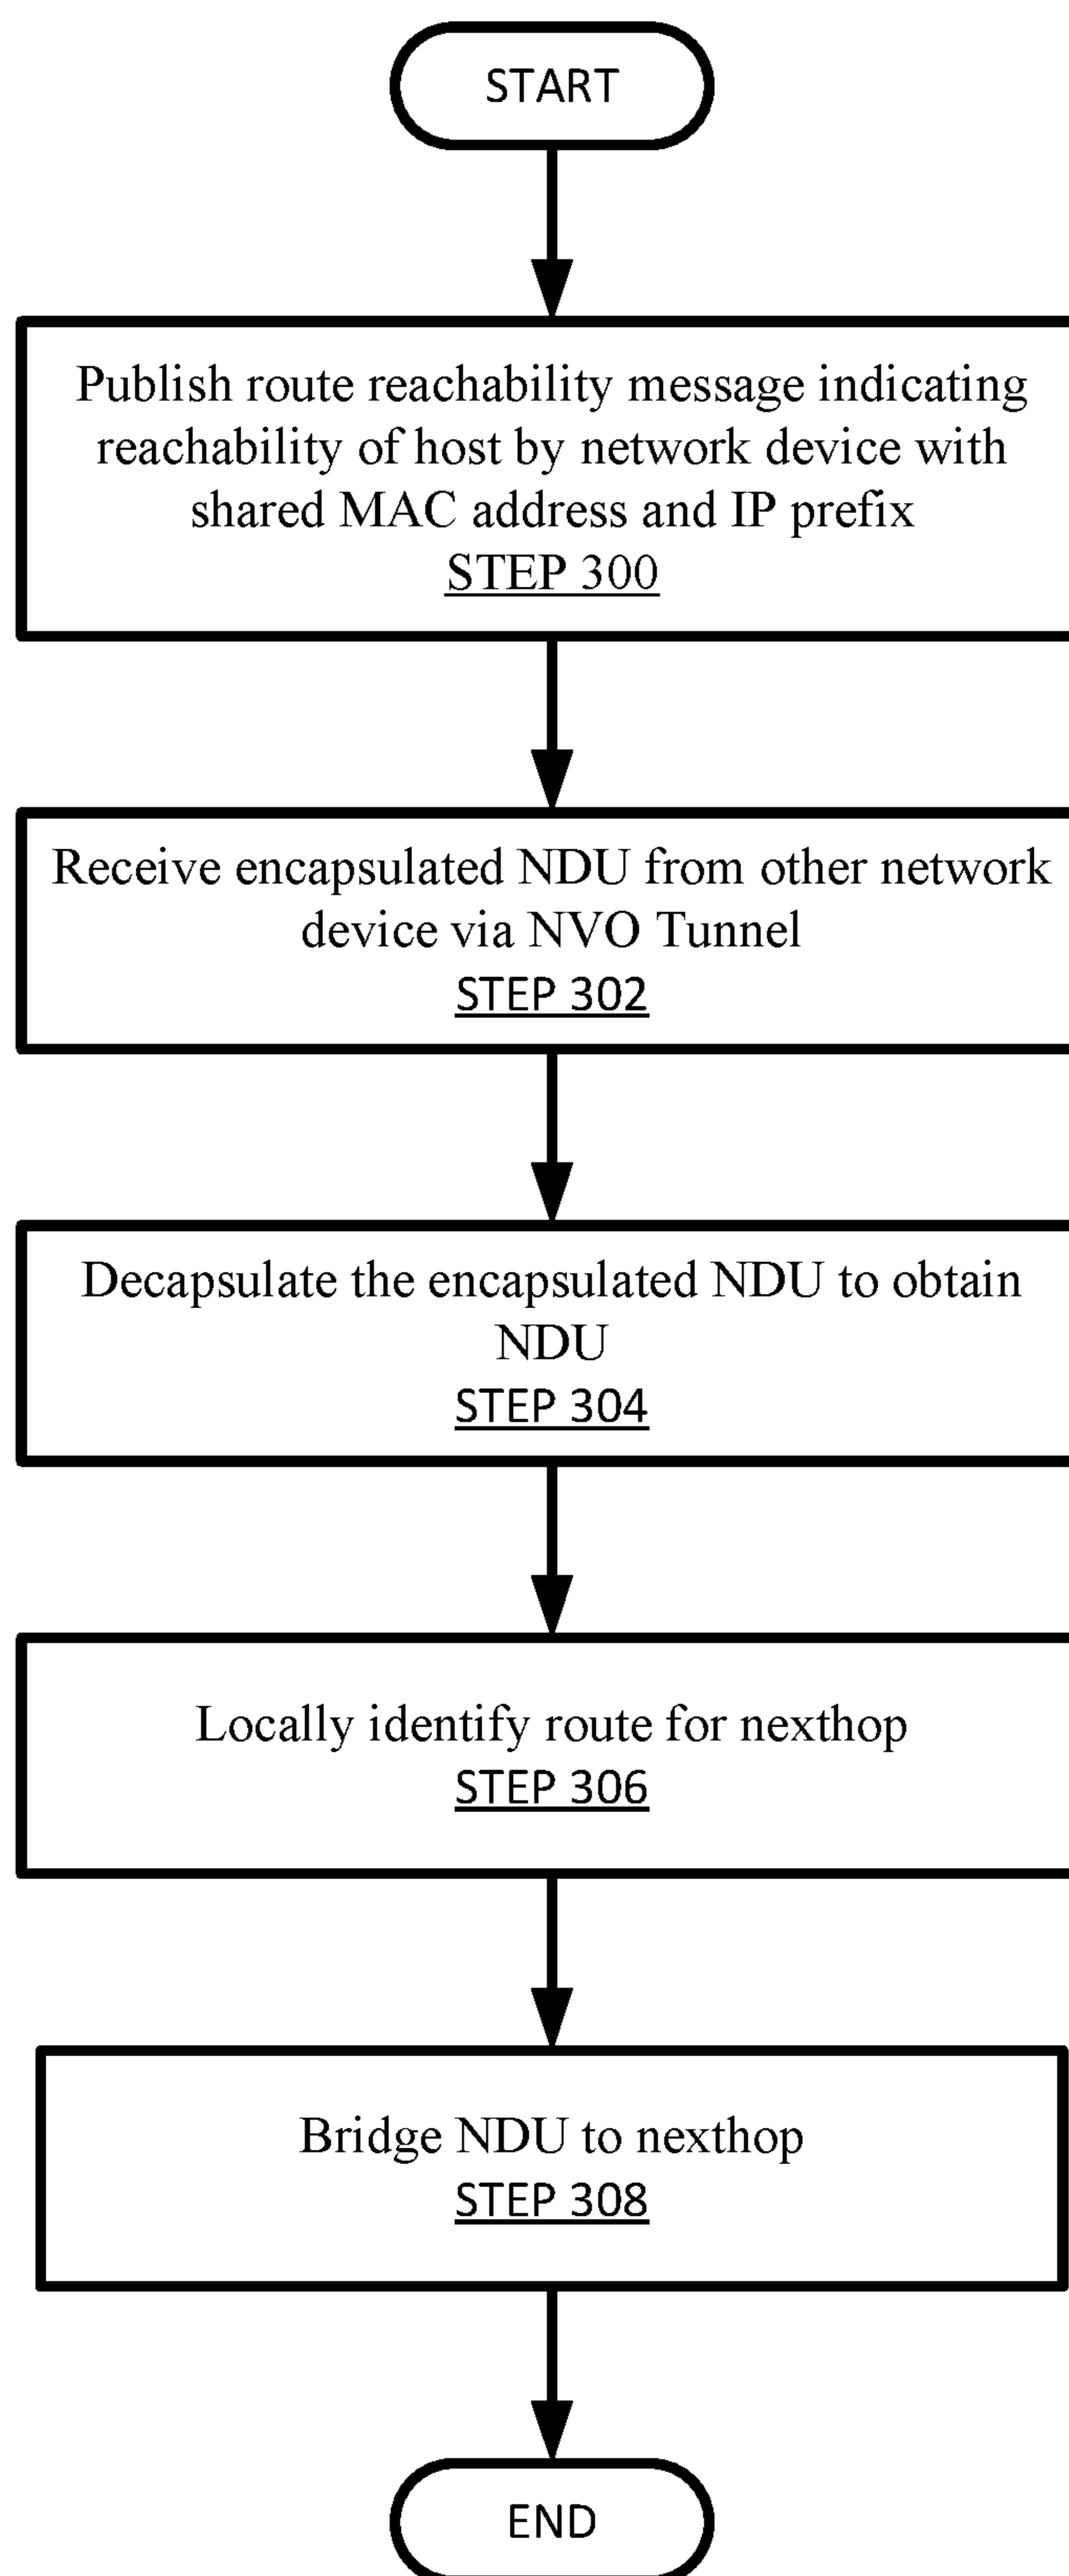 START
Publish route reachability message indicating
reachability of host by network device with
shared MAC address and IP prefix
STEP 300
Receive encapsulated NDU from other network
device via NVO Tunnel
STEP 302
Decapsulate the encapsulated NDU to obtain
NDU
STEP 304
Locally identify route for nexthop
STEP 306
Bridge NDU to nexthop
STEP 308
END